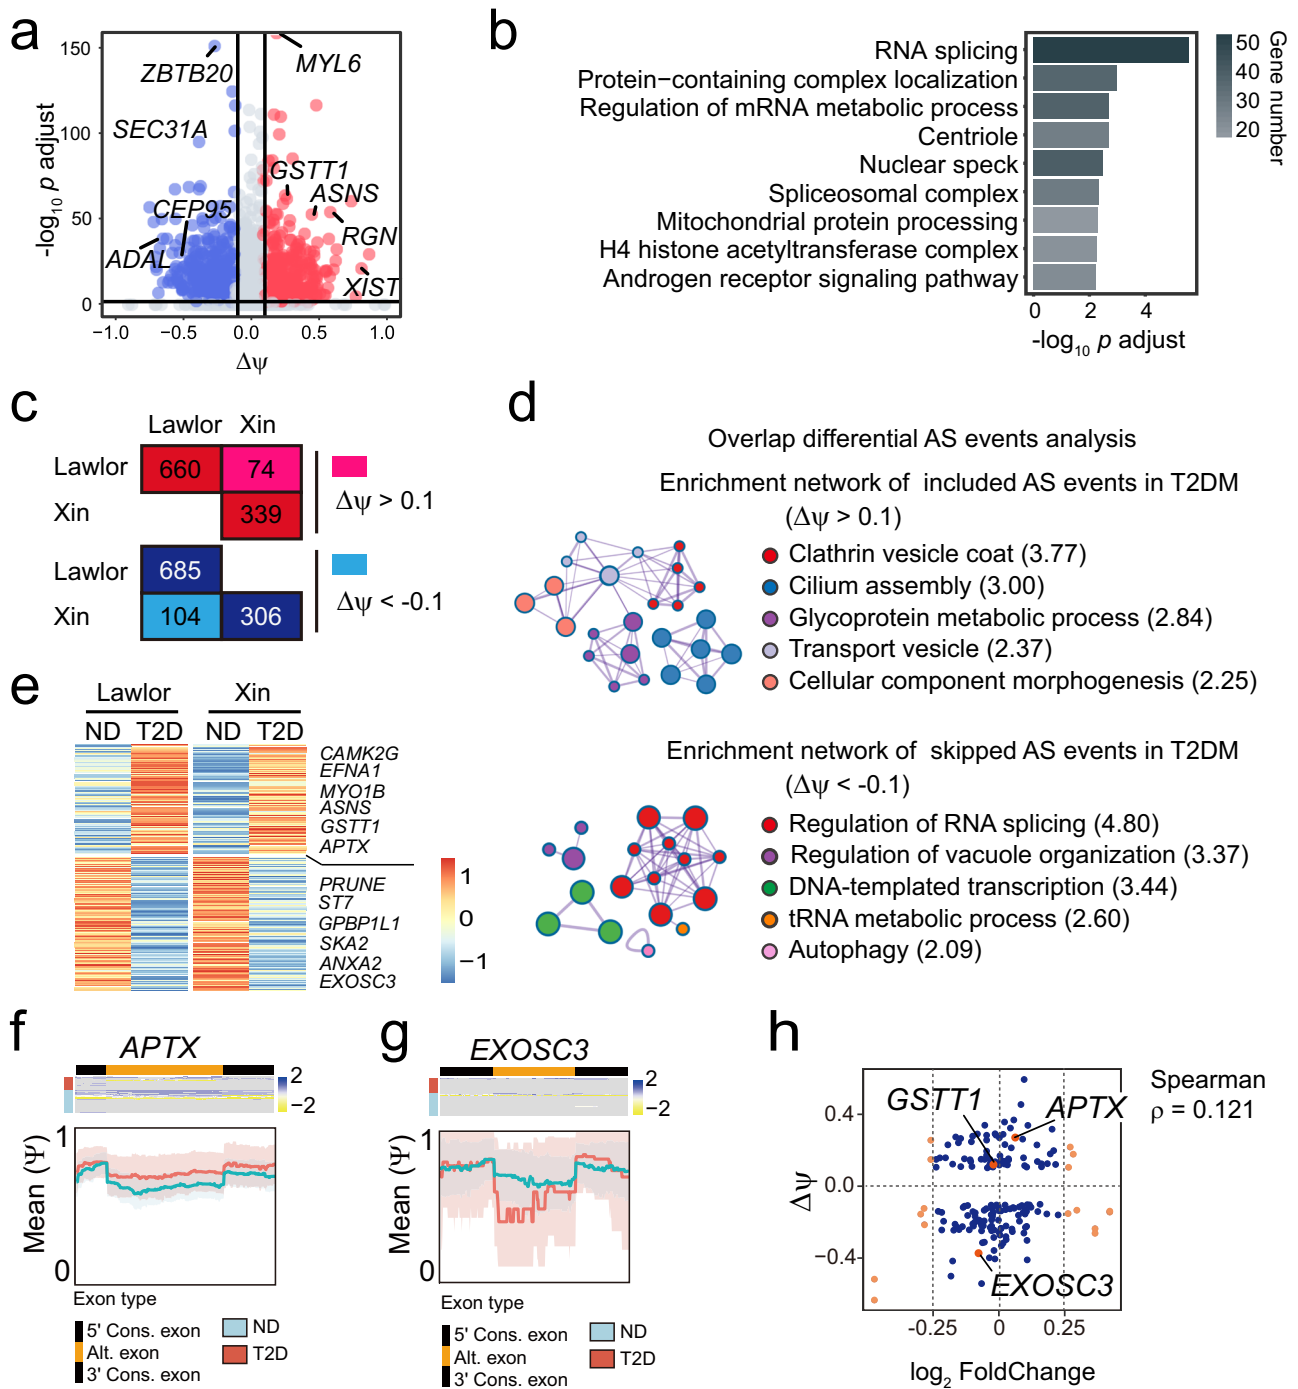 a
150
100
50
0
-log10 p adjust
ZBTB20
MYL6
SEC31A
GSTT1
ASNS
CEP95
RGN
ADAL
XIST
−1.0 −0.5 0.0 0.5 1.0
Δψ
b
RNA splicing
Protein−containing complex localization
Regulation of mRNA metabolic process
Centriole
Nuclear speck
Spliceosomal complex
Mitochondrial protein processing
H4 histone acetyltransferase complex
Androgen receptor signaling pathway
0 2 4
-log10 p adjust
50
40
30
20
Gene number
c
Lawlor Xin
Lawlor 660 74
Xin 339
Δψ > 0.1
Lawlor 685
Xin 104 306
Δψ < -0.1
d
Overlap differential AS events analysis
Enrichment network of included AS events in T2DM
(Δψ > 0.1)
Clathrin vesicle coat (3.77)
Cilium assembly (3.00)
Glycoprotein metabolic process (2.84)
Transport vesicle (2.37)
Cellular component morphogenesis (2.25)
Enrichment network of skipped AS events in T2DM
(Δψ < -0.1)
Regulation of RNA splicing (4.80)
Regulation of vacuole organization (3.37)
DNA-templated transcription (3.44)
tRNA metabolic process (2.60)
Autophagy (2.09)
e
Lawlor Xin
ND T2D ND T2D
CAMK2G
EFNA1
MYO1B
ASNS
GSTT1
APTX
PRUNE
ST7
GPBP1L1
SKA2
ANXA2
EXOSC3
1
0
−1
f
APTX
2
−2
1
0
Mean (Ψ)
Exon type
5' Cons. exon
Alt. exon
3' Cons. exon
ND
T2D
g
EXOSC3
2
−2
1
0
Mean (Ψ)
Exon type
5' Cons. exon
Alt. exon
3' Cons. exon
ND
T2D
h
GSTT1
APTX
EXOSC3
0.4
0.0
−0.4
Δψ
-0.25 0 0.25
log2 FoldChange
Spearman
ρ = 0.121